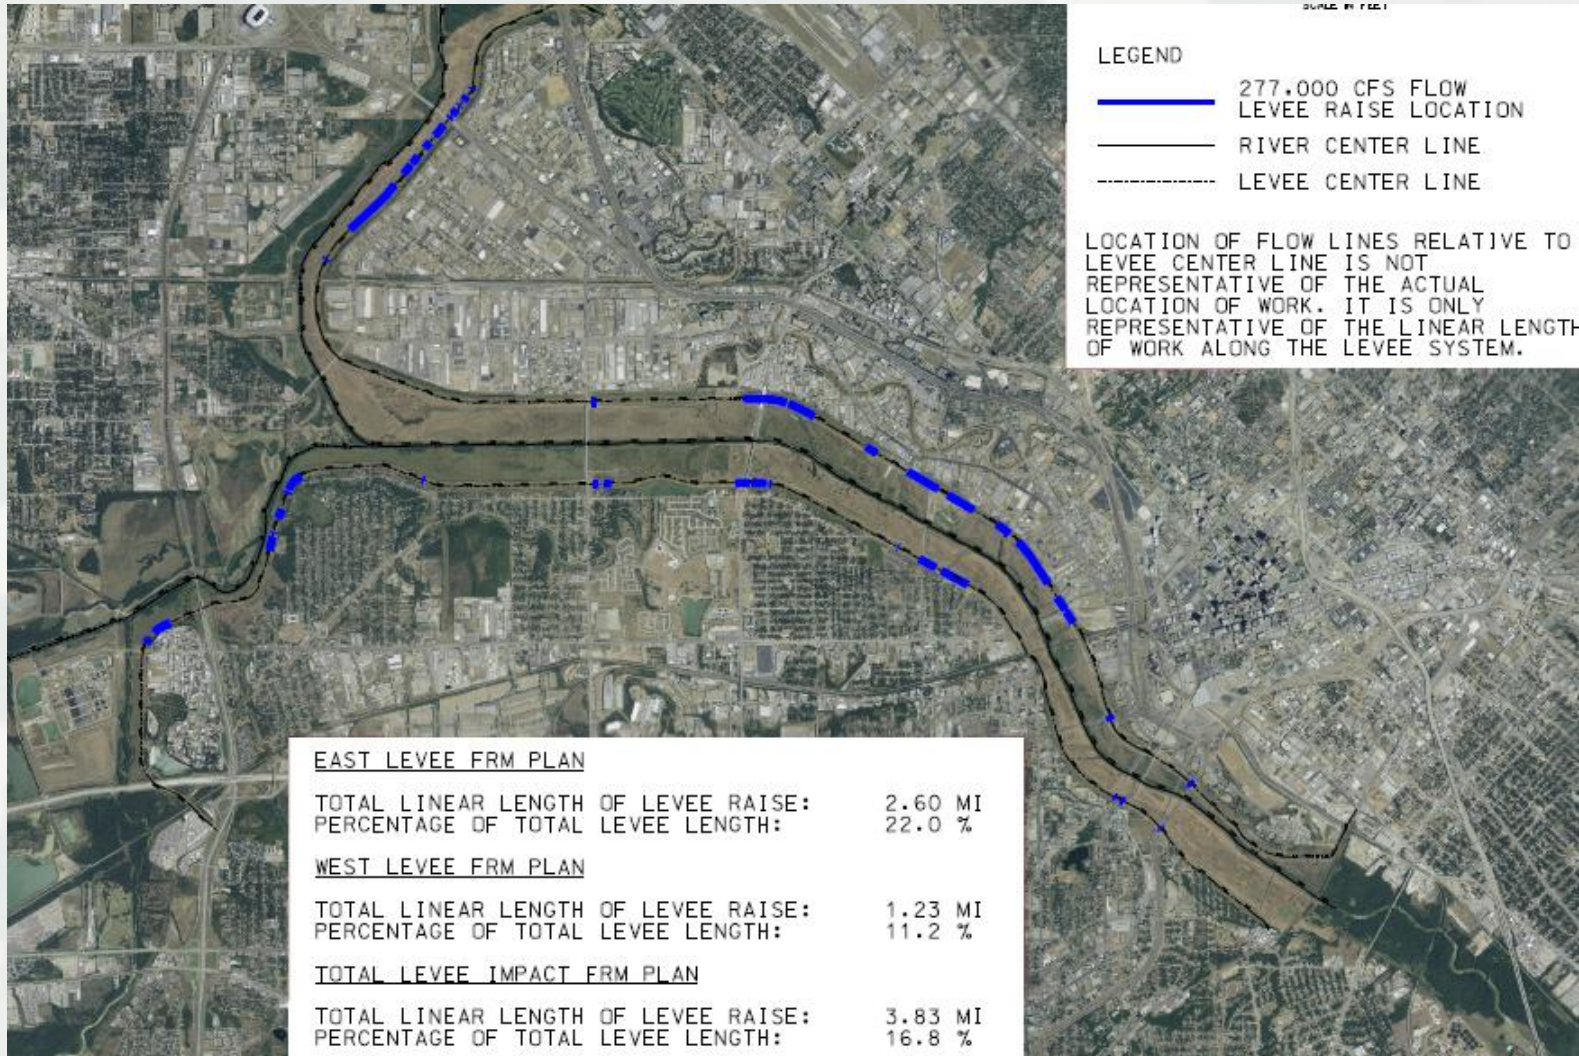 SCALE IN FEET
LEGEND
277.000 CFS FLOW
LEVEE RAISE LOCATION
RIVER CENTER LINE
LEVEE CENTER LINE
LOCATION OF FLOW LINES RELATIVE TO
LEVEE CENTER LINE IS NOT
REPRESENTATIVE OF THE ACTUAL
LOCATION OF WORK. IT IS ONLY
REPRESENTATIVE OF THE LINEAR LENGTH
OF WORK ALONG THE LEVEE SYSTEM.
EAST LEVEE FRM PLAN
TOTAL LINEAR LENGTH OF LEVEE RAISE: 2.60 MI
PERCENTAGE OF TOTAL LEVEE LENGTH: 22.0 %
WEST LEVEE FRM PLAN
TOTAL LINEAR LENGTH OF LEVEE RAISE: 1.23 MI
PERCENTAGE OF TOTAL LEVEE LENGTH: 11.2 %
TOTAL LEVEE IMPACT FRM PLAN
TOTAL LINEAR LENGTH OF LEVEE RAISE: 3.83 MI
PERCENTAGE OF TOTAL LEVEE LENGTH: 16.8 %